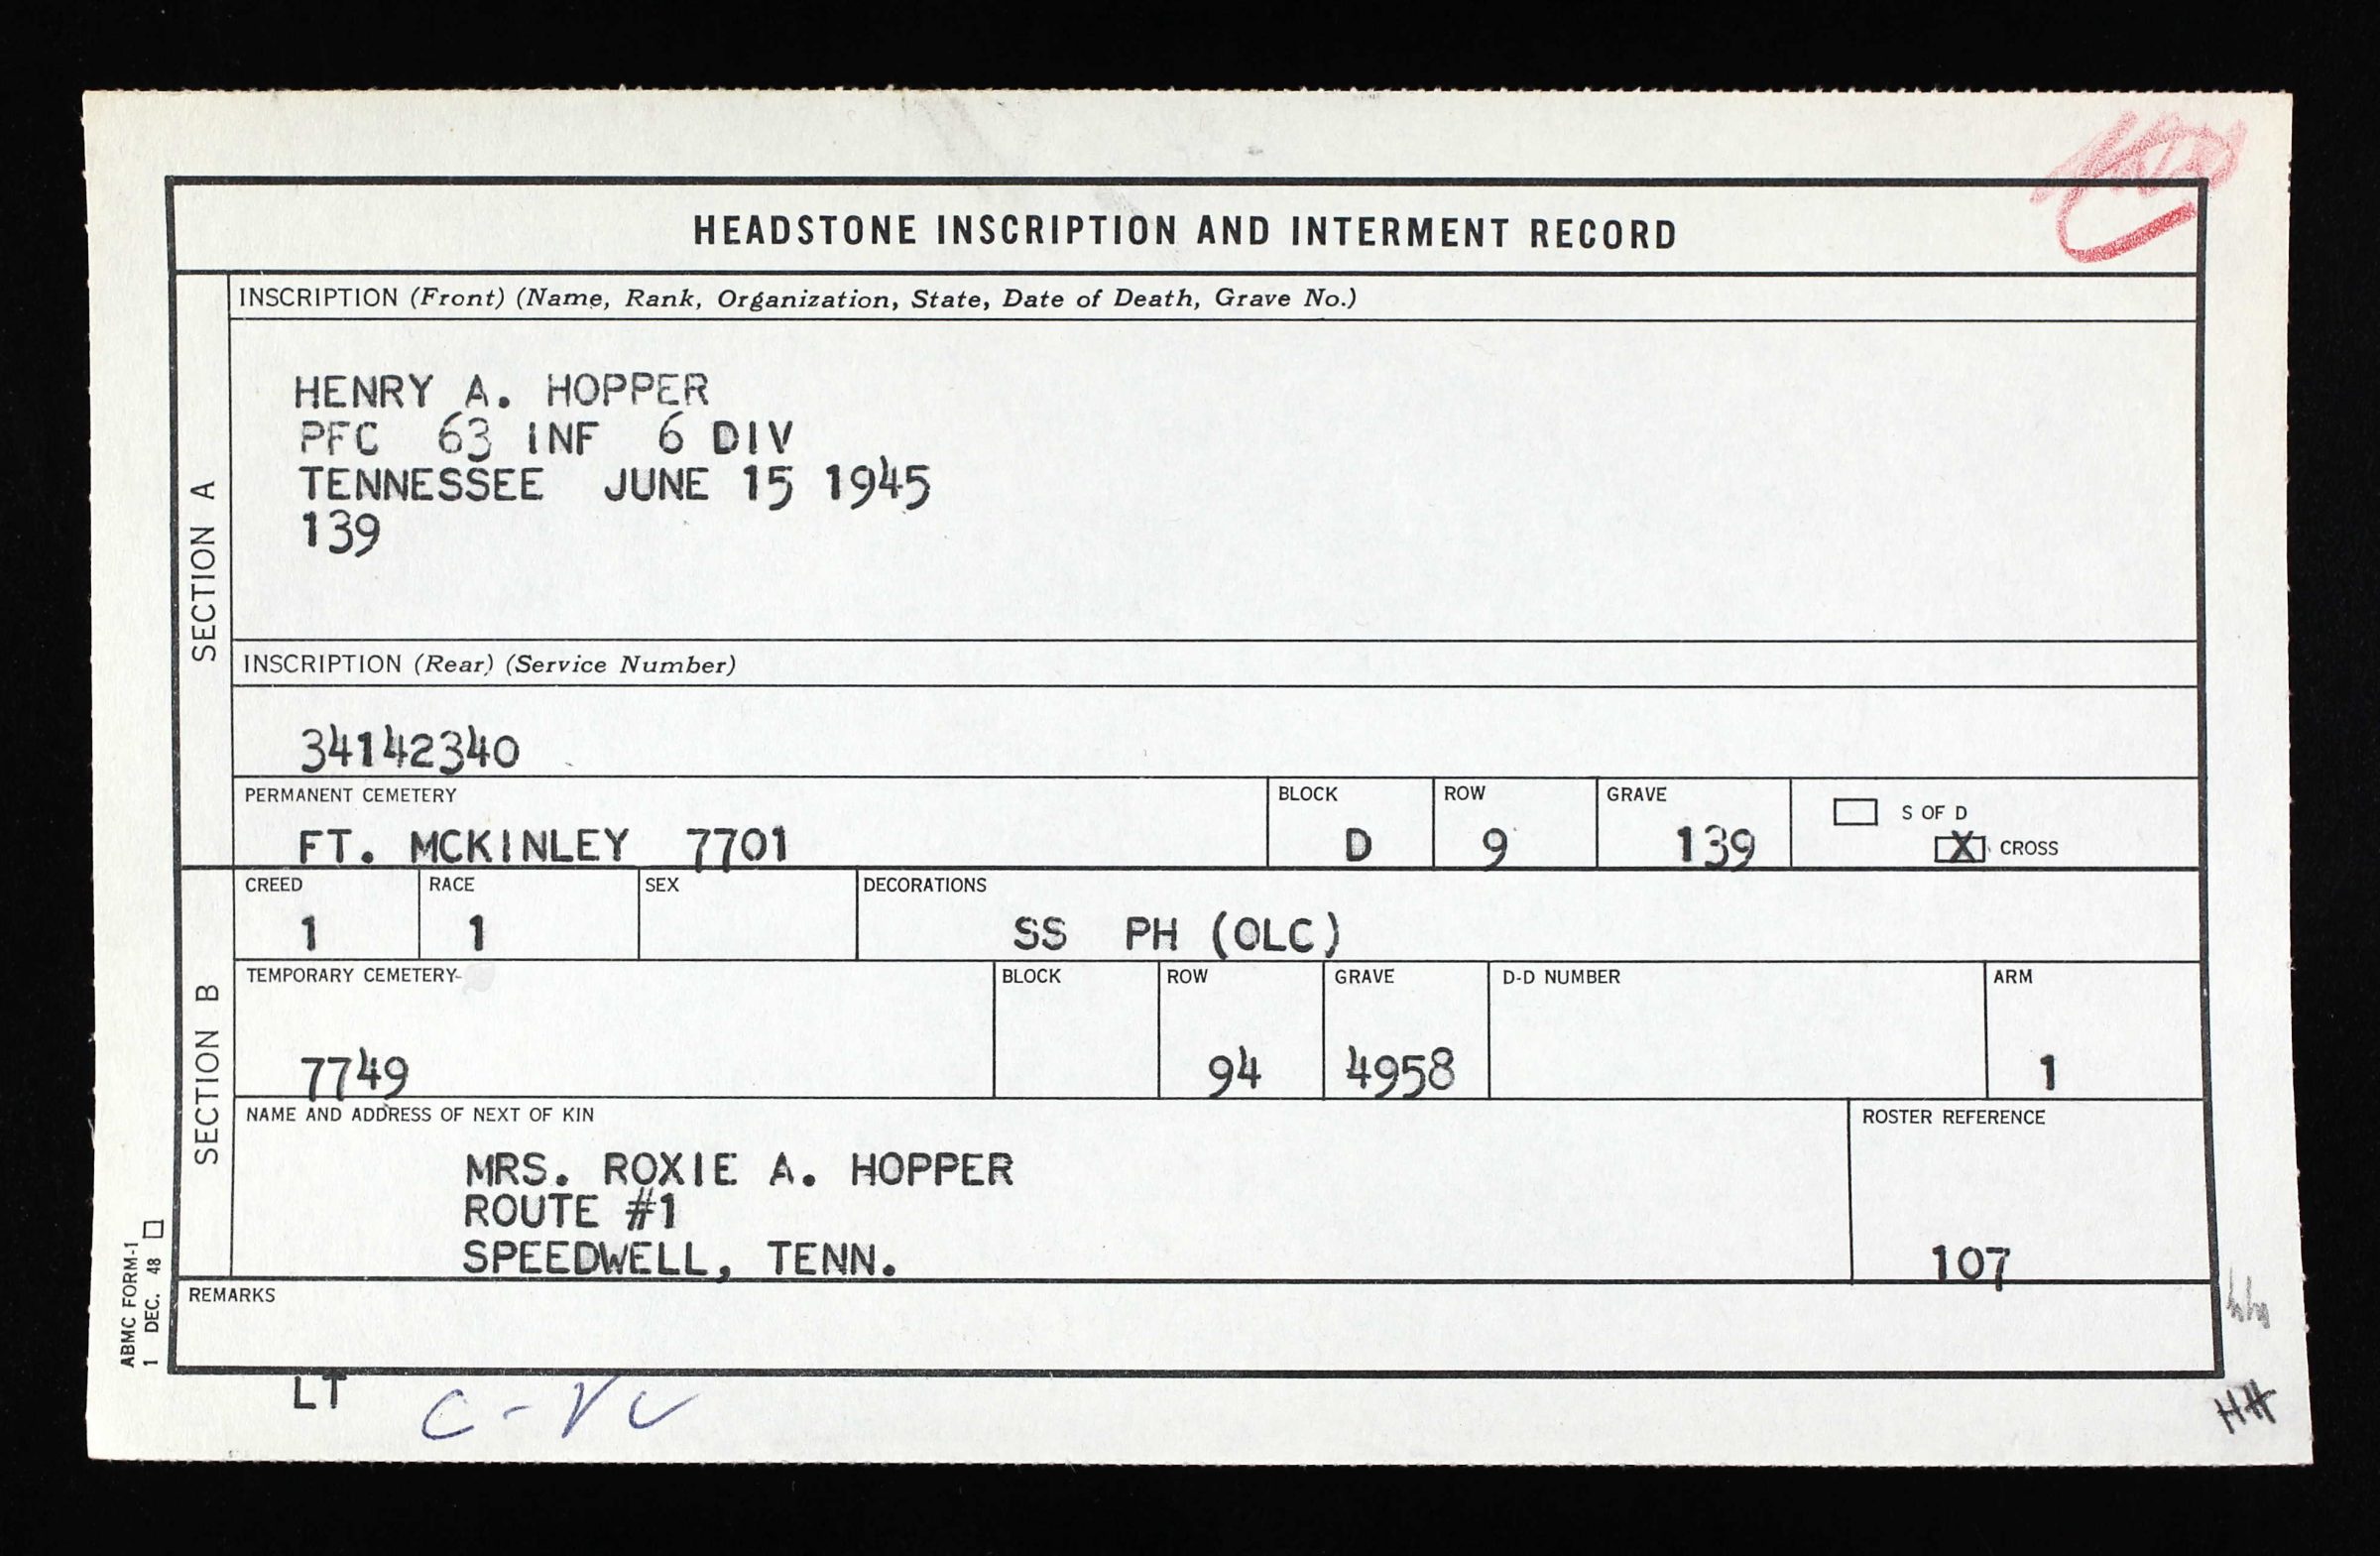 HEADSTONE INSCRIPTION AND INTERMENT RECORD
SECTION A
INSCRIPTION (Front) (Name, Rank, Organization, State, Date of Death, Grave No.)
HENRY A. HOPPER
PFC 63 INF 6 DIV
TENNESSEE JUNE 15 1945
139
INSCRIPTION (Rear) (Service Number)
34142340
PERMANENT CEMETERY BLOCK ROW GRAVE S OF D
FT. MCKINLEY 7701 D 9 139 X CROSS
SECTION B
CREED RACE SEX DECORATIONS
1 1 SS PH (OLC)
TEMPORARY CEMETERY BLOCK ROW GRAVE D-D NUMBER ARM
7749 94 4958 1
NAME AND ADDRESS OF NEXT OF KIN ROSTER REFERENCE
MRS. ROXIE A. HOPPER
ROUTE #1
SPEEDWELL, TENN. 107
REMARKS
ABMC FORM-1
1 DEC. 48
LT
HH